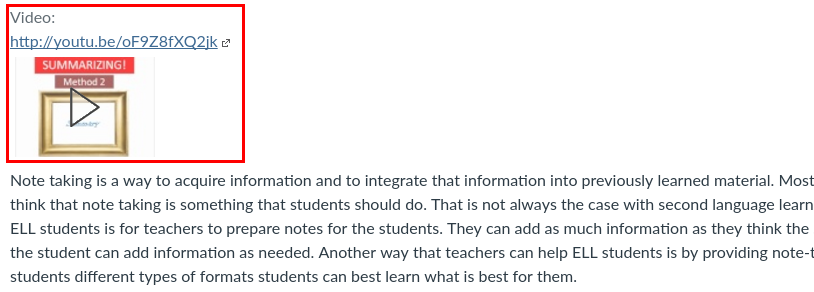 Video:
http://youtu.be/oF9Z8fXQ2jk
SUMMARIZING!
Method 2
Summary
Note taking is a way to acquire information and to integrate that information into previously learned material. Most
think that note taking is something that students should do. That is not always the case with second language learn
ELL students is for teachers to prepare notes for the students. They can add as much information as they think the
the student can add information as needed. Another way that teachers can help ELL students is by providing note-t
students different types of formats students can best learn what is best for them.